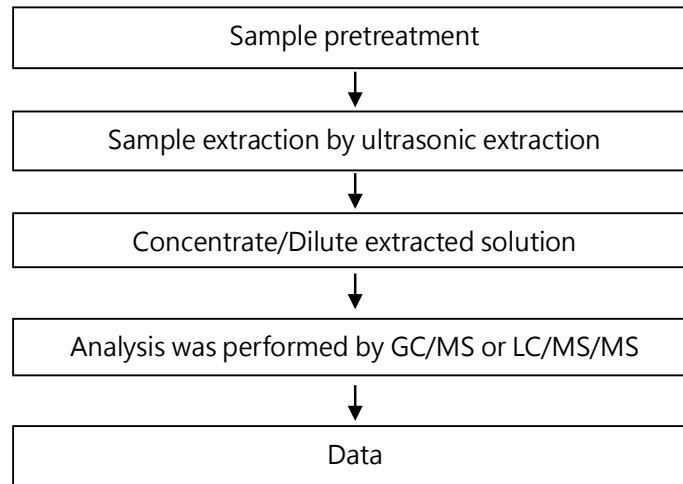 Sample pretreatment
Sample extraction by ultrasonic extraction
Concentrate/Dilute extracted solution
Analysis was performed by GC/MS or LC/MS/MS
Data